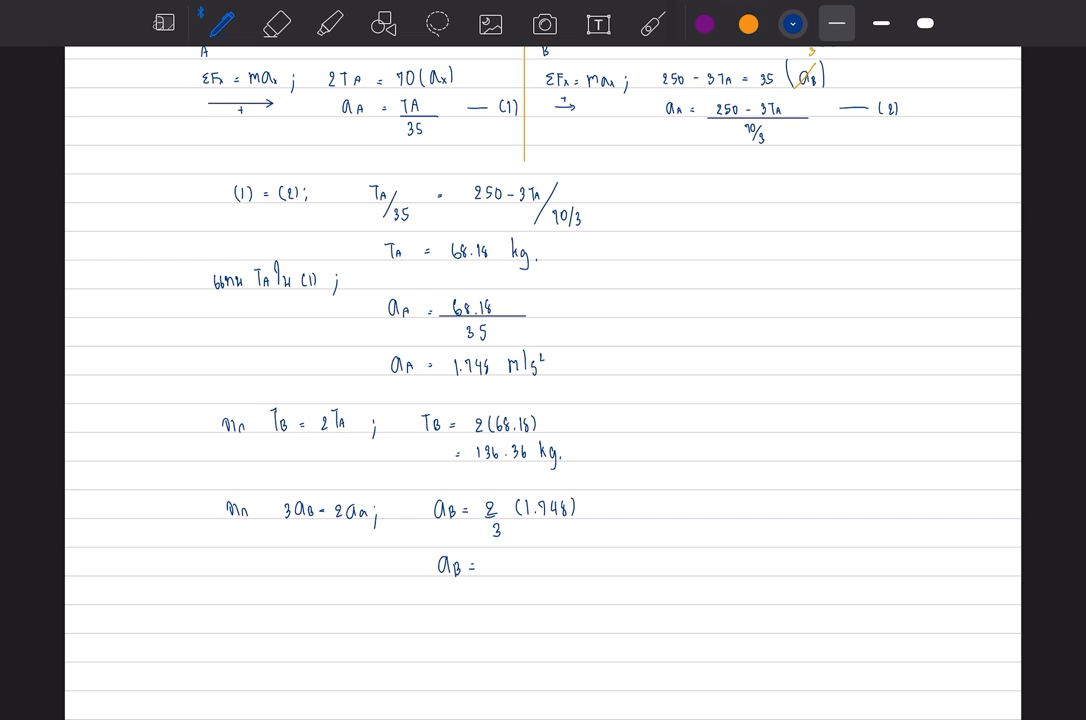 A
ΣFx = max ; 2TA = 70(ax)
+
aA = TA/35 — (1)
3
B
ΣFx = max ; 250 - 3TA = 35 (aB)
+
aA = 250 - 3TA / 70/3 — (2)
(1) = (2); TA/35 = 250 - 3TA / 70/3
TA = 68.18 kg.
แทน TA ใน (1) ;
aA = 68.18/35
aA = 1.948 m/s²
จาก TB = 2TA ; TB = 2(68.18)
= 136.36 kg.
จาก 3aB = 2aA ; aB = 2/3 (1.948)
aB =